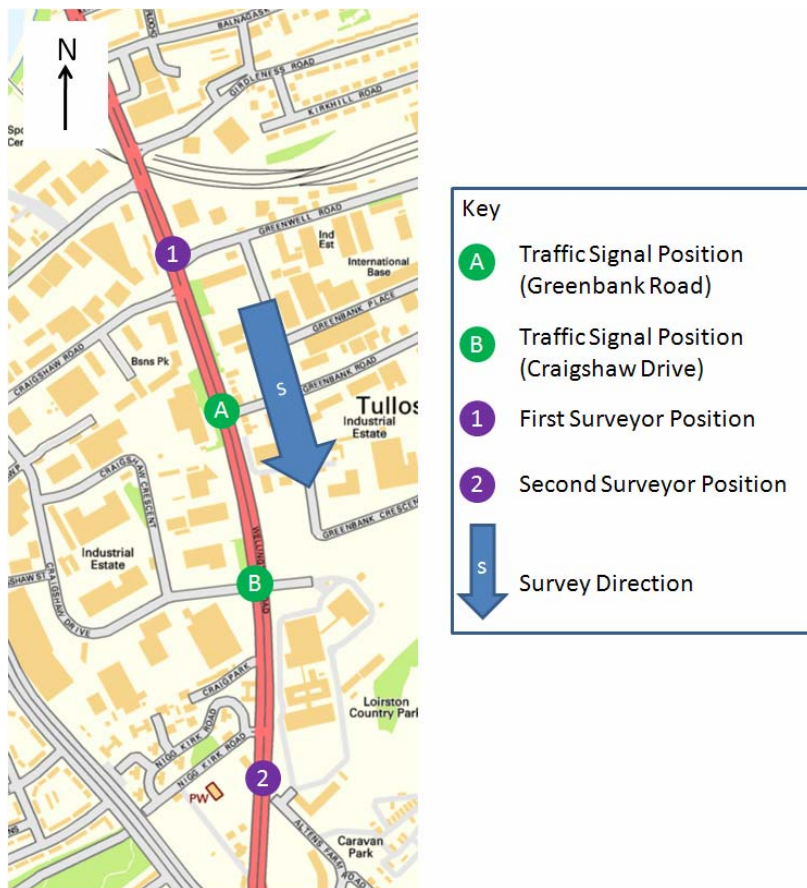 N
BALNAGASK
GIRDLENESS ROAD
KIRKHILL ROAD
GREENWELL ROAD
1
Ind
Est
International
Base
GREENBANK PLACE
CRAIGSHAW ROAD
Bsns Pk
S
GREENBANK ROAD
A
Tullos
Industrial
Estate
CRAIGSHAW
CRESCENT
GREENBANK CRESCENT
Industrial
Estate
B
CRAIGSHAW DRIVE
CRAIGPARK
Loirston
Country Park
NIGG KIRK ROAD
NIGG KIRK ROAD
2
PW
ALTENS FARM ROAD
Caravan
Park
Key
A Traffic Signal Position
(Greenbank Road)
B Traffic Signal Position
(Craigshaw Drive)
1 First Surveyor Position
2 Second Surveyor Position
S Survey Direction